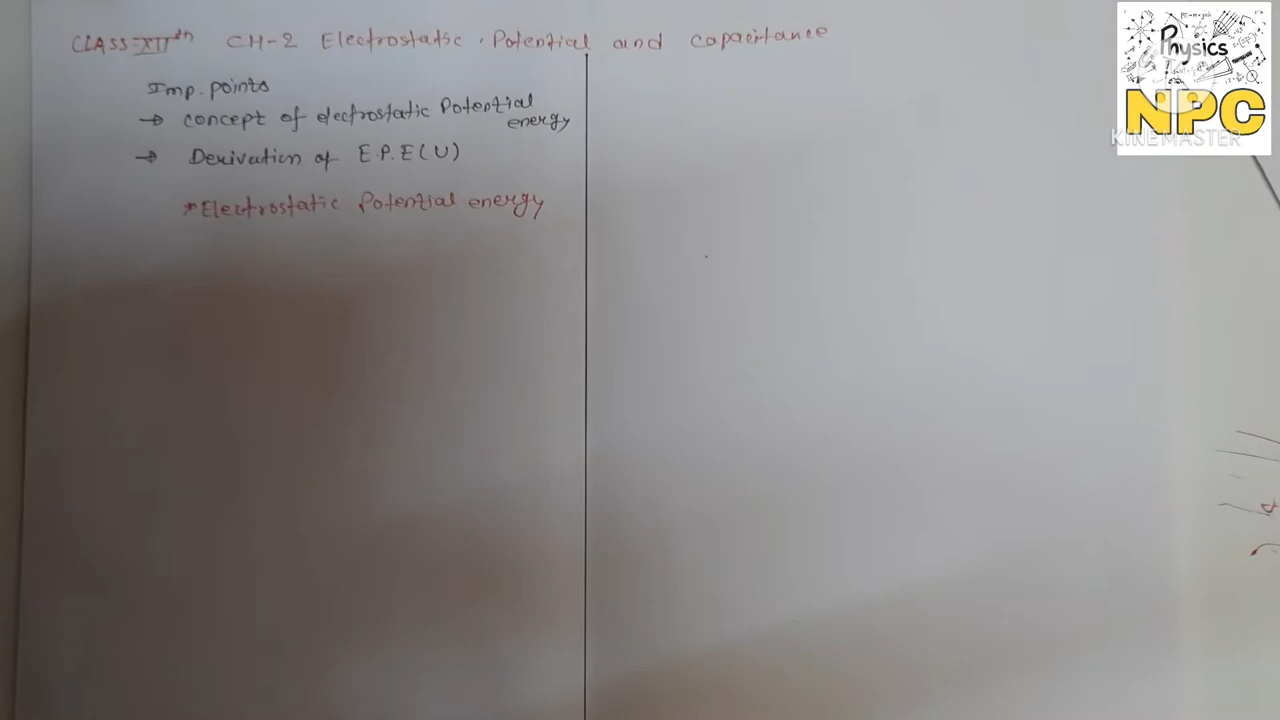 CLASS-XIIth CH-2 Electrostatic Potential and capacitance
Imp. points
→ concept of electrostatic Potential energy
→ Derivation of E.P.E(U)
*Electrostatic Potential energy
Physics
NPC
KINEMASTER